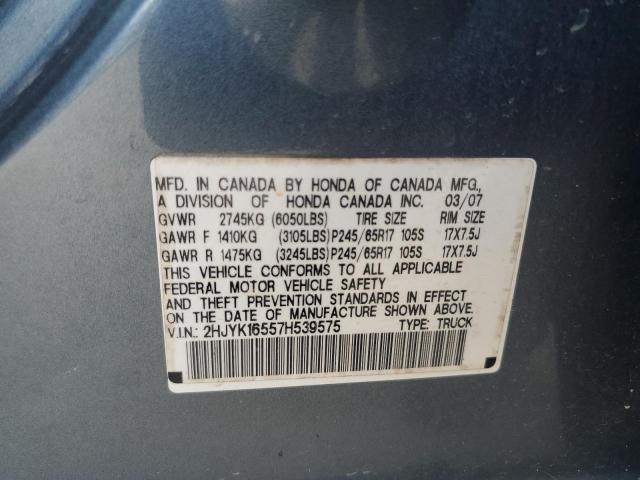 MFD. IN CANADA BY HONDA OF CANADA MFG.,
A DIVISION OF HONDA CANADA INC. 03/07
GVWR 2745KG (6050LBS) TIRE SIZE RIM SIZE
GAWR F 1410KG (3105LBS)P245/65R17 105S 17X7.5J
GAWR R 1475KG (3245LBS)P245/65R17 105S 17X7.5J
THIS VEHICLE CONFORMS TO ALL APPLICABLE
FEDERAL MOTOR VEHICLE SAFETY
AND THEFT PREVENTION STANDARDS IN EFFECT
ON THE DATE OF MANUFACTURE SHOWN ABOVE.
V.I.N.: 2HJYK16557H539575 TYPE: TRUCK